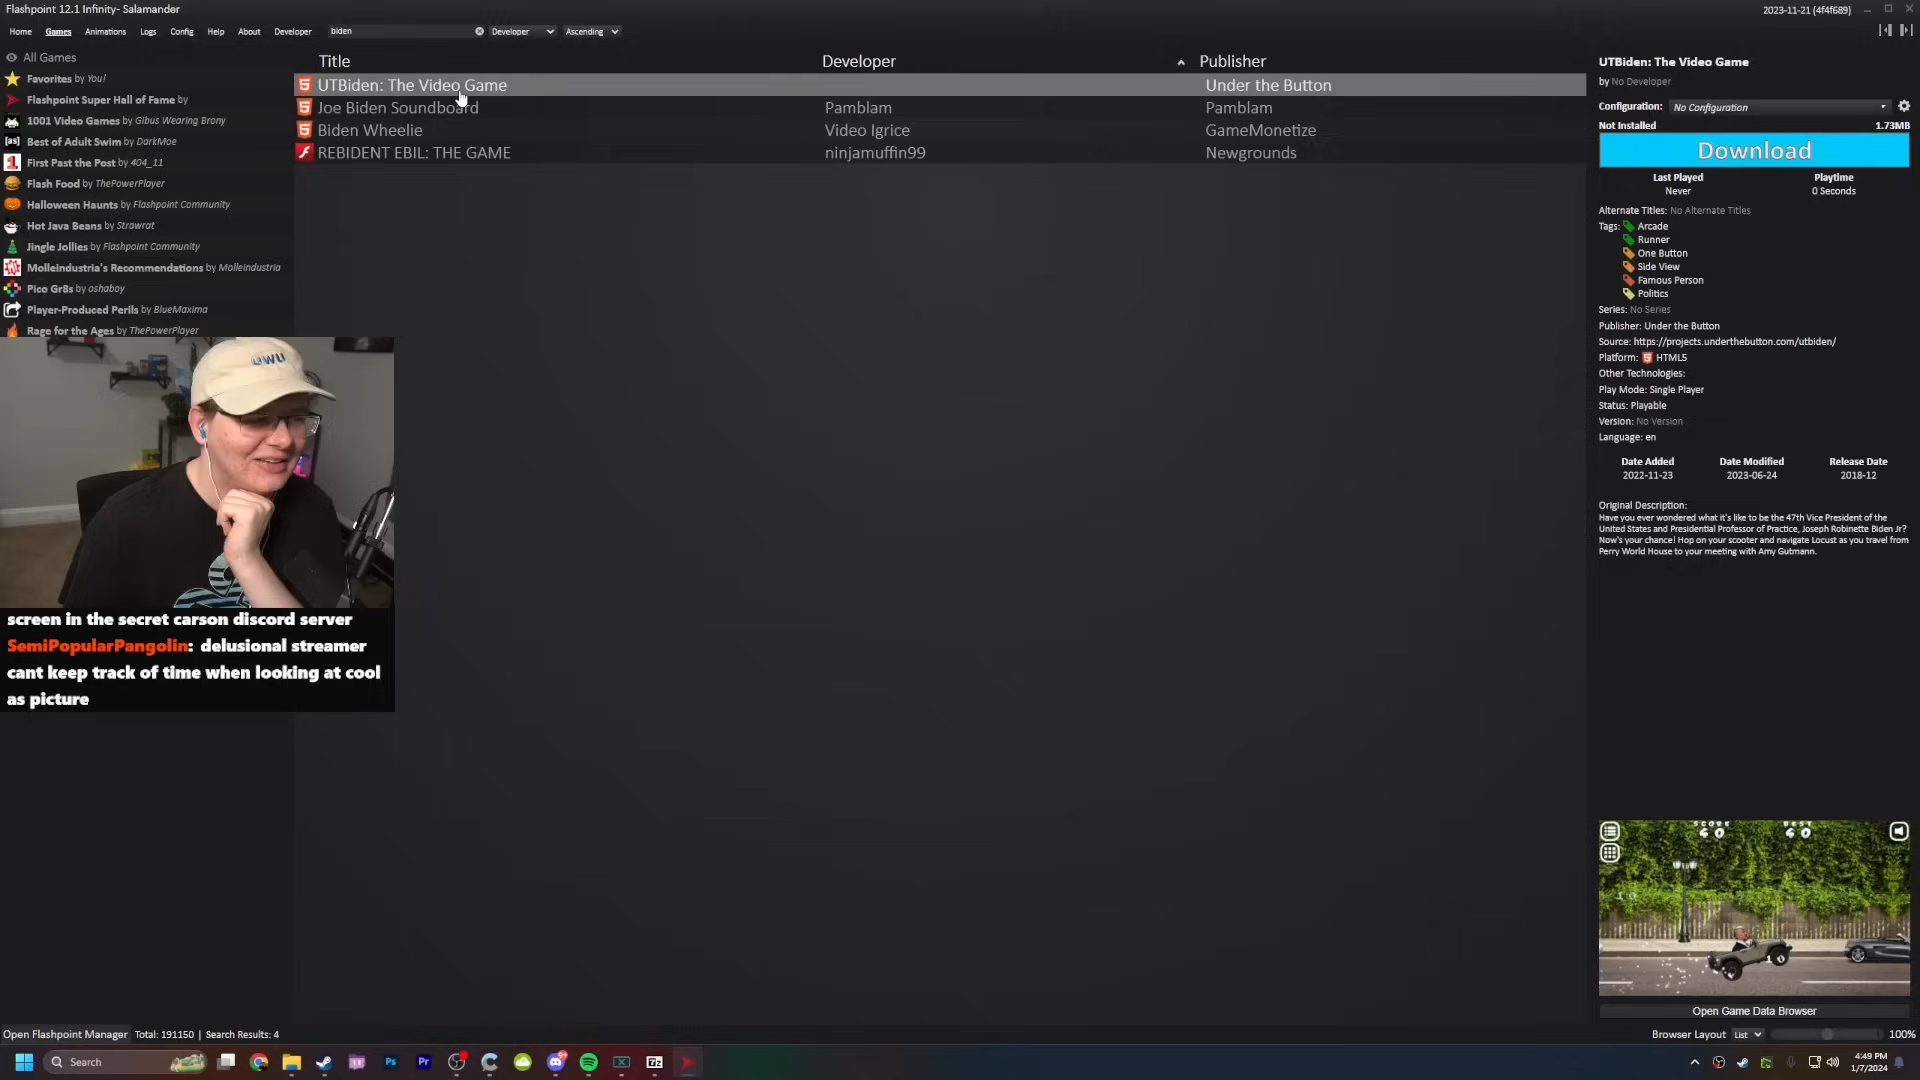 Flashpoint 12.1 Infinity- Salamander
2023-11-21 (4f4f689)
Home Games Animations Logs Config Help About Developer biden Developer Ascending
All Games
Favorites by You!
Flashpoint Super Hall of Fame by
1001 Video Games by Gibus Wearing Brony
Best of Adult Swim by DarkMoe
First Past the Post by 404_11
Flash Food by ThePowerPlayer
Halloween Haunts by Flashpoint Community
Hot Java Beans by Strawrat
Jingle Jollies by Flashpoint Community
Molleindustria's Recommendations by Molleindustria
Pico Gr8s by oshaboy
Player-Produced Perils by BlueMaxima
Rage for the Ages by ThePowerPlayer
Title Developer Publisher
UTBiden: The Video Game Under the Button
Joe Biden Soundboard Pamblam Pamblam
Biden Wheelie Video Igrice GameMonetize
REBIDENT EBIL: THE GAME ninjamuffin99 Newgrounds
UWU
screen in the secret carson discord server
SemiPopularPangolin: delusional streamer
cant keep track of time when looking at cool
as picture
UTBiden: The Video Game
by No Developer
Configuration: No Configuration
Not Installed 1.73MB
Download
Last Played Playtime
Never 0 Seconds
Alternate Titles: No Alternate Titles
Tags: Arcade
Runner
One Button
Side View
Famous Person
Politics
Series: No Series
Publisher: Under the Button
Source: https://projects.underthebutton.com/utbiden/
Platform: HTML5
Other Technologies:
Play Mode: Single Player
Status: Playable
Version: No Version
Language: en
Date Added Date Modified Release Date
2022-11-23 2023-06-24 2018-12
Original Description:
Have you ever wondered what it's like to be the 47th Vice President of the
United States and Presidential Professor of Practice, Joseph Robinette Biden Jr?
Now's your chance! Hop on your scooter and navigate Locust as you travel from
Perry World House to your meeting with Amy Gutmann.
SCORE BEST
60 60
Open Game Data Browser
Open Flashpoint Manager Total: 191150 | Search Results: 4
Browser Layout List 100%
Search
Ps
Pr
4:49 PM
1/7/2024